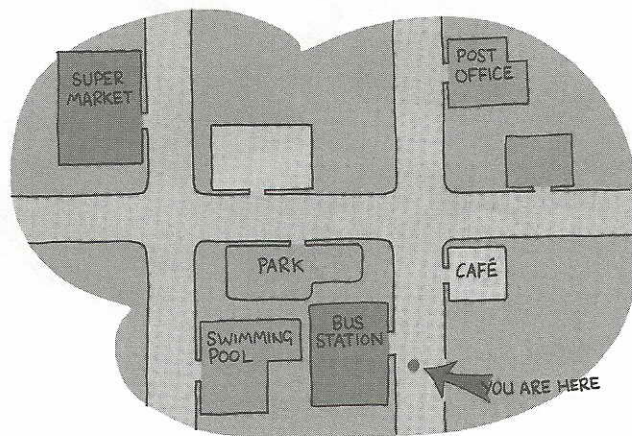 SUPER
MARKET
POST
OFFICE
PARK
CAFÉ
SWIMMING
POOL
BUS
STATION
YOU ARE HERE